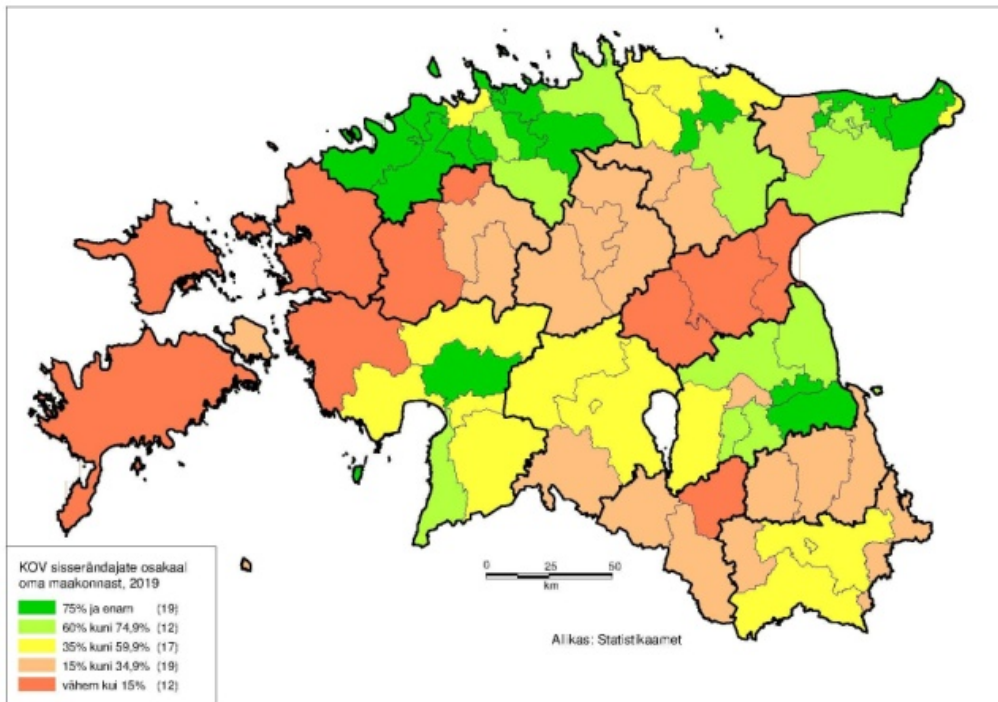 KOV sisserändajate osakaal
oma maakonnast, 2019
75% ja enam (19)
60% kuni 74,9% (12)
35% kuni 59,9% (17)
15% kuni 34,9% (19)
vähem kui 15% (12)
0 25 50
km
Allikas: Statistikaamet